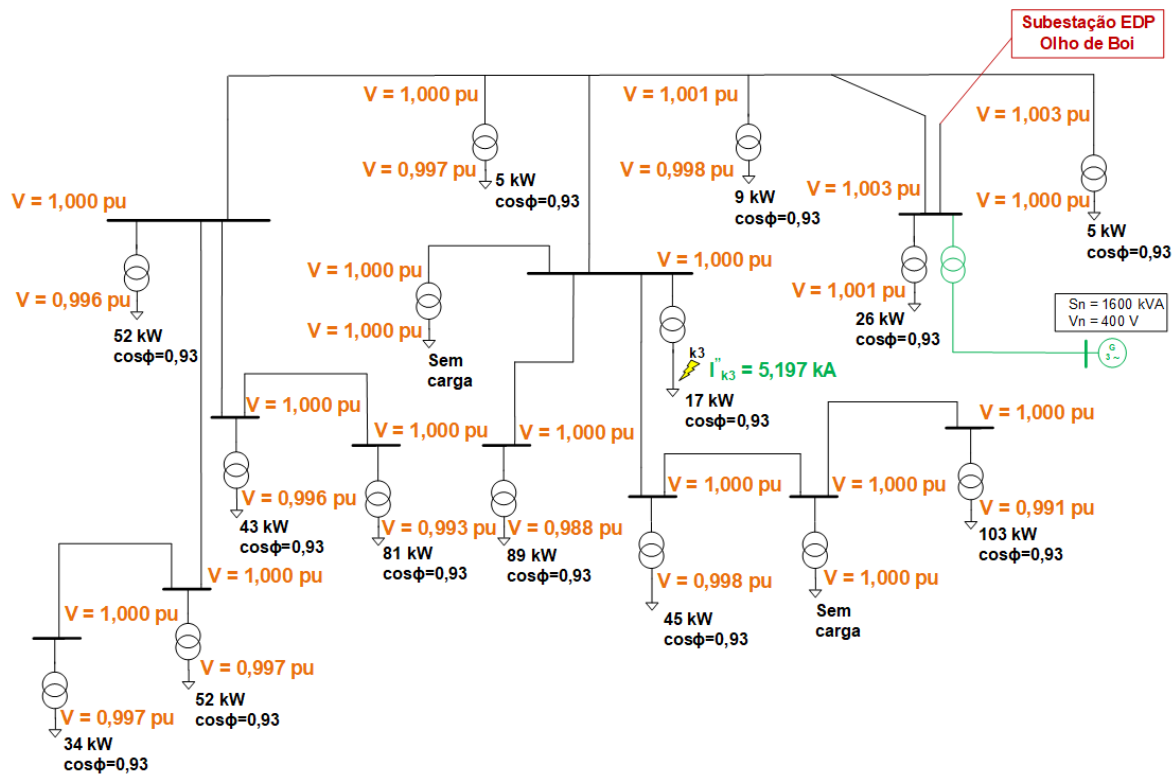 Subestação EDP
Olho de Boi
V = 1,000 pu
V = 0,997 pu
5 kW
cosϕ=0,93
V = 1,001 pu
V = 0,998 pu
9 kW
cosϕ=0,93
V = 1,003 pu
V = 1,000 pu
5 kW
cosϕ=0,93
V = 1,003 pu
V = 1,001 pu
26 kW
cosϕ=0,93
Sn = 1600 kVA
Vn = 400 V
G
3 ~
V = 1,000 pu
V = 0,996 pu
52 kW
cosϕ=0,93
V = 1,000 pu
V = 1,000 pu
Sem
carga
V = 1,000 pu
k3
I"k3 = 5,197 kA
17 kW
cosϕ=0,93
V = 1,000 pu
V = 0,996 pu
43 kW
cosϕ=0,93
V = 1,000 pu
V = 0,993 pu
81 kW
cosϕ=0,93
V = 1,000 pu
V = 0,988 pu
89 kW
cosϕ=0,93
V = 1,000 pu
V = 0,998 pu
45 kW
cosϕ=0,93
V = 1,000 pu
V = 1,000 pu
Sem
carga
V = 1,000 pu
V = 0,991 pu
103 kW
cosϕ=0,93
V = 1,000 pu
V = 0,997 pu
52 kW
cosϕ=0,93
V = 1,000 pu
V = 0,997 pu
34 kW
cosϕ=0,93